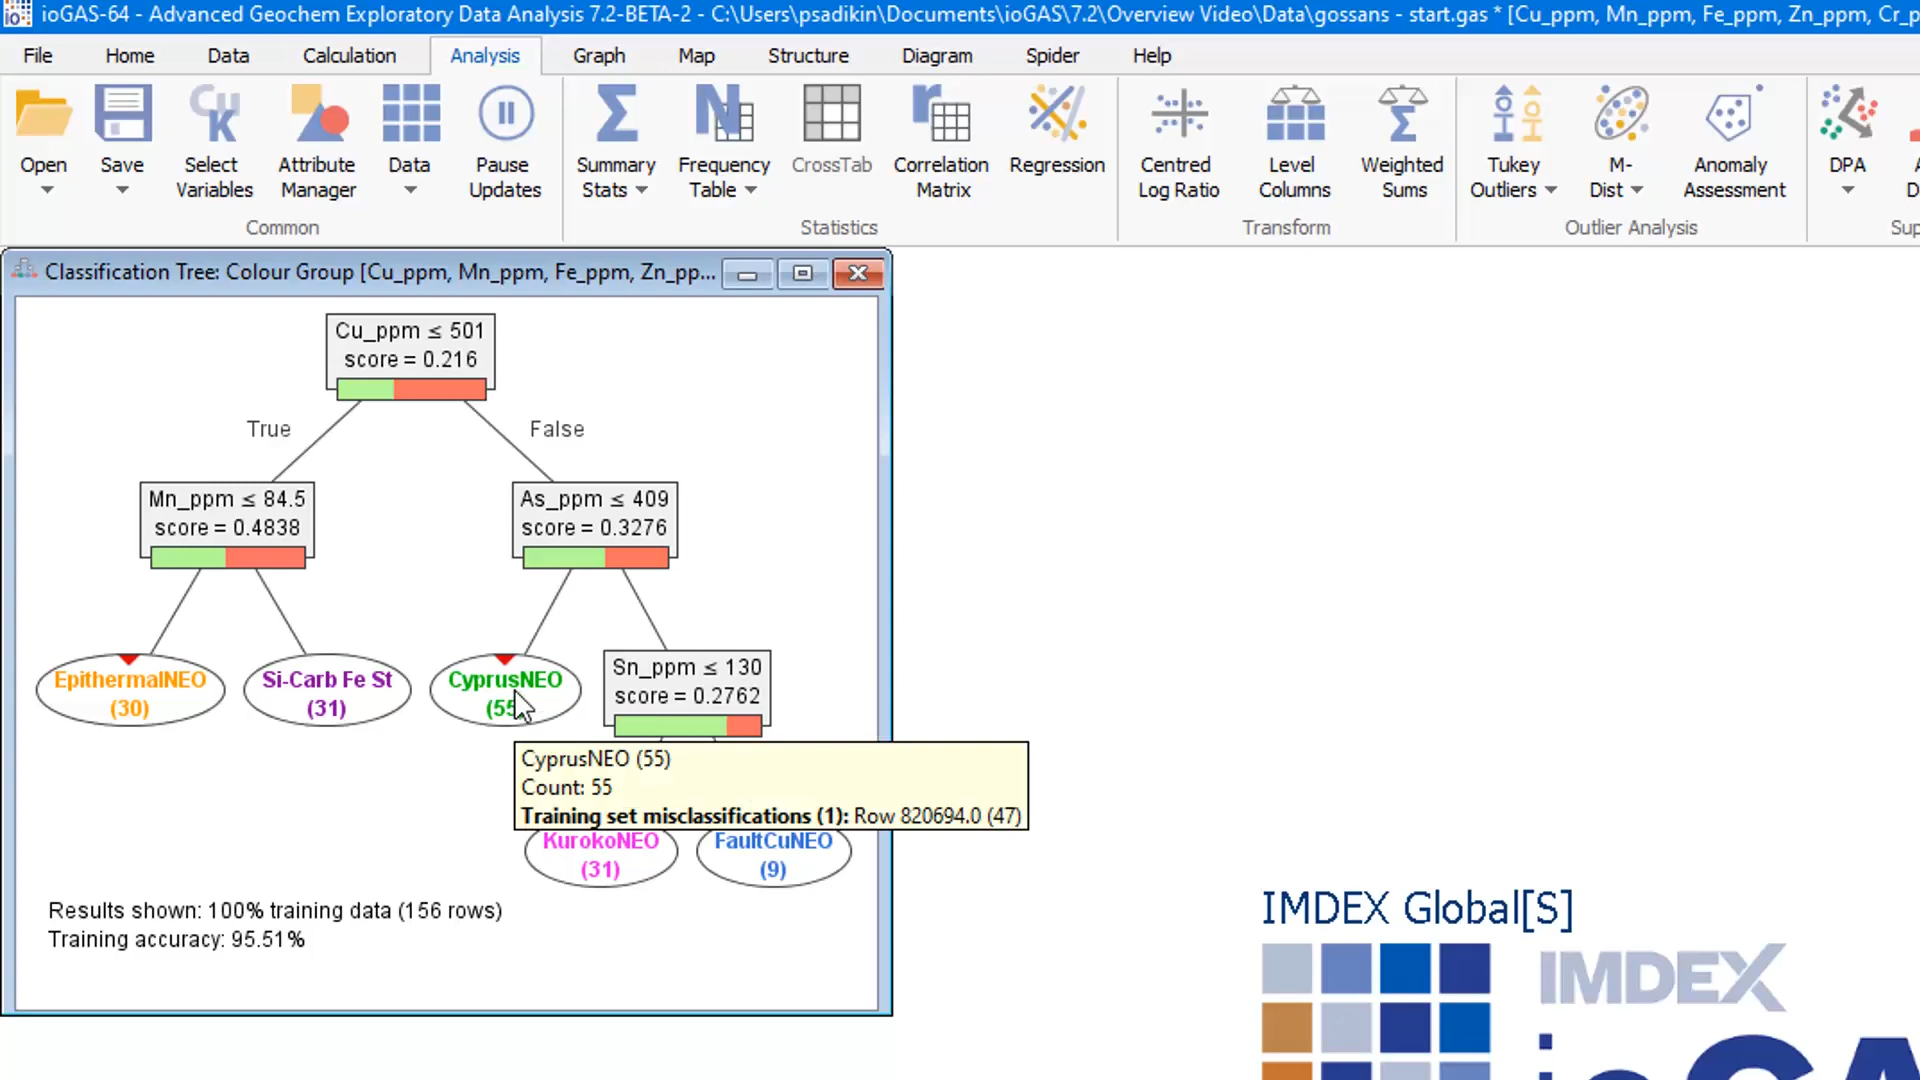 ioGAS-64 - Advanced Geochem Exploratory Data Analysis 7.2-BETA-2 - C:\Users\psadikin\Documents\ioGAS\7.2\Overview Video\Data\gossans - start.gas * [Cu_ppm, Mn_ppm, Fe_ppm, Zn_ppm, Cr_p
File Home Data Calculation Analysis Graph Map Structure Diagram Spider Help
Cu
K
Open
Save
Select
Variables
Attribute
Manager
Data
Pause
Updates
Common
Summary
Stats
Frequency
Table
CrossTab
Correlation
Matrix
Regression
Statistics
Centred
Log Ratio
Level
Columns
Weighted
Sums
Transform
Tukey
Outliers
M-
Dist
Anomaly
Assessment
Outlier Analysis
DPA
Sup
Classification Tree: Colour Group [Cu_ppm, Mn_ppm, Fe_ppm, Zn_pp...
Cu_ppm ≤ 501
score = 0.216
True
False
Mn_ppm ≤ 84.5
score = 0.4838
As_ppm ≤ 409
score = 0.3276
EpithermalNEO
(30)
Si-Carb Fe St
(31)
CyprusNEO
(55
Sn_ppm ≤ 130
score = 0.2762
CyprusNEO (55)
Count: 55
Training set misclassifications (1): Row 820694.0 (47)
KurokoNEO
(31)
FaultCuNEO
(9)
Results shown: 100% training data (156 rows)
Training accuracy: 95.51%
IMDEX Global[S]
IMDEX